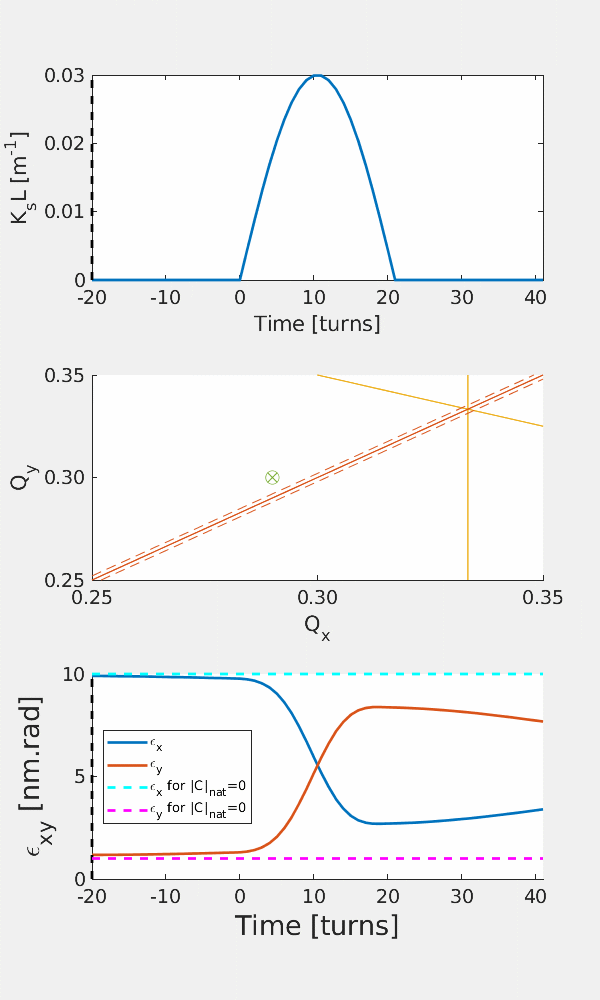 K_s L [m^-1]
0.03
0.02
0.01
0
-20 -10 0 10 20 30 40
Time [turns]
Q_y
0.35
0.30
0.25
0.25 0.30 0.35
Q_x
ϵ_xy [nm.rad]
10
5
0
ϵ_x
ϵ_y
ϵ_x for |C|_nat=0
ϵ_y for |C|_nat=0
-20 -10 0 10 20 30 40
Time [turns]